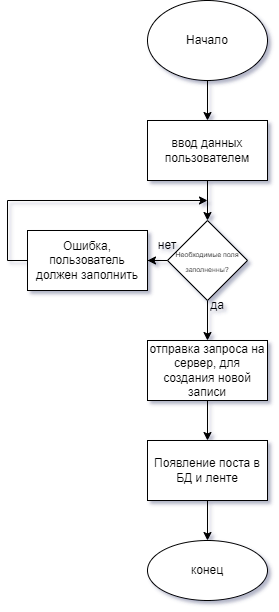 Начало
ввод данных
пользователем
Необходимые поля
заполненны?
нет
Ошибка,
пользователь
должен заполнить
да
отправка запроса на
сервер, для
создания новой
записи
Появление поста в
БД и ленте
конец